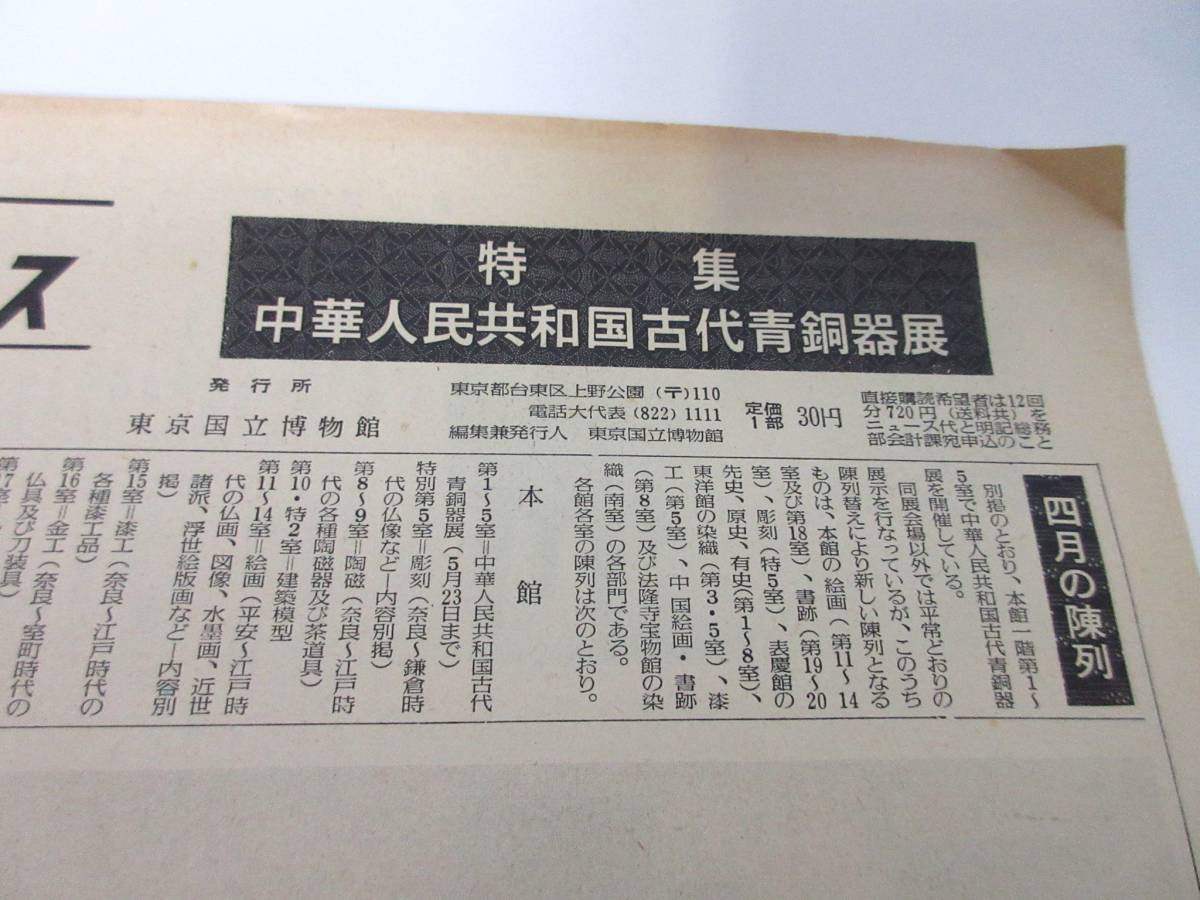 ス
特集
中華人民共和国古代青銅器展
発行所
東京国立博物館
東京都台東区上野公園(〒)110
電話大代表(822)1111
編集兼発行人 東京国立博物館
定価
1部
30円
直接購読希望者は12回
分720円(送料共)を
ニュース代と明記の総務
部会計課宛申込こと
四月の陳列
別掲のとおり、本館一階第1〜
5室で中華人民共和国古代青銅器
展を開催している。
同展会場以外では平常どおりの
展示を行なっているが、このうち
陳列替えにより新しい陳列となる
ものは、本館の絵画(第11〜14
室及び第18室)、書跡(第19〜20
室)、彫刻(特5室)、表慶館の
先史、原史、有史(第1〜8室)、
東洋館の染織(第3・5室)、漆
工(第5室)、中国絵画・書跡
(第8室)及び法隆寺宝物館の染
織(南室)の各部門である。
各館各室の陳列は次のとおり。
本館
第1〜5室=中華人民共和国古代
青銅器展(5月23日まで)
特別第5室=彫刻(奈良〜鎌倉時
代の仏像など―内容別掲)
第8〜9室=陶磁(奈良〜江戸時
代の各種陶磁器及び茶道具)
第10・特2室=建築模型
第11〜14室=絵画(平安〜江戸時
代の仏画、図像、水墨画、近世
諸派、浮世絵版画など―内容別
掲)
第15室=漆工(奈良〜江戸時代の
各種漆工品)
第16室=金工(奈良〜室町時代の
仏具及び刀装具)